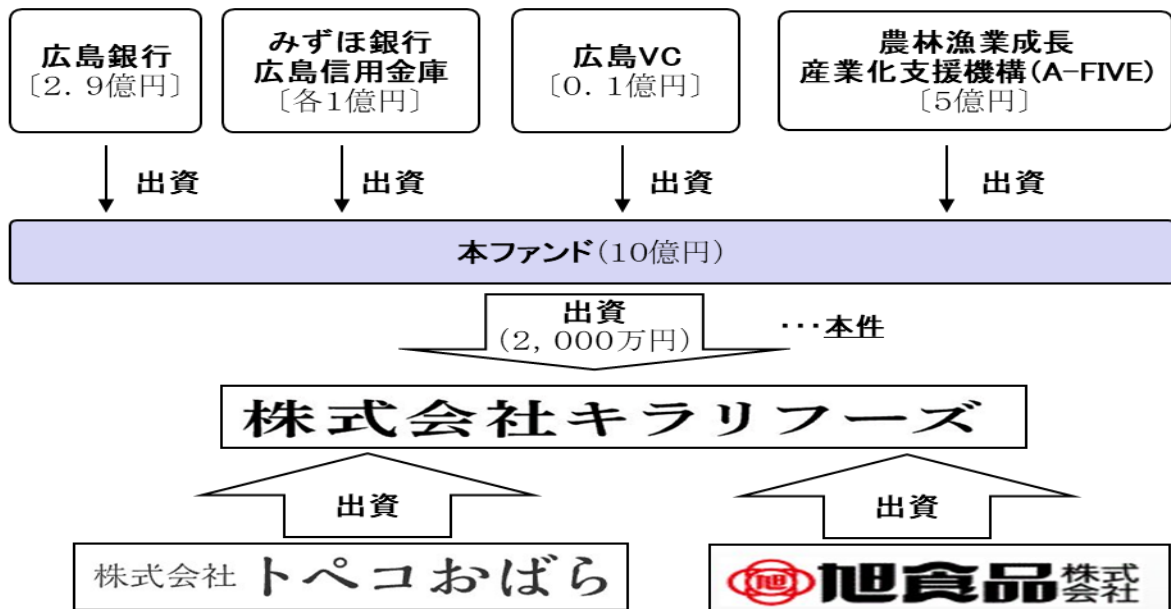 広島銀行
〔2．9億円〕
みずほ銀行
広島信用金庫
〔各1億円〕
広島VC
〔0．1億円〕
農林漁業成長
産業化支援機構(A-FIVE)
〔5億円〕
出資
出資
出資
出資
本ファンド(10億円)
出資
(2，000万円)
･･･本件
株式会社キラリフーズ
出資
出資
株式会社 トペコおばら
旭 旭食品 株式
会社